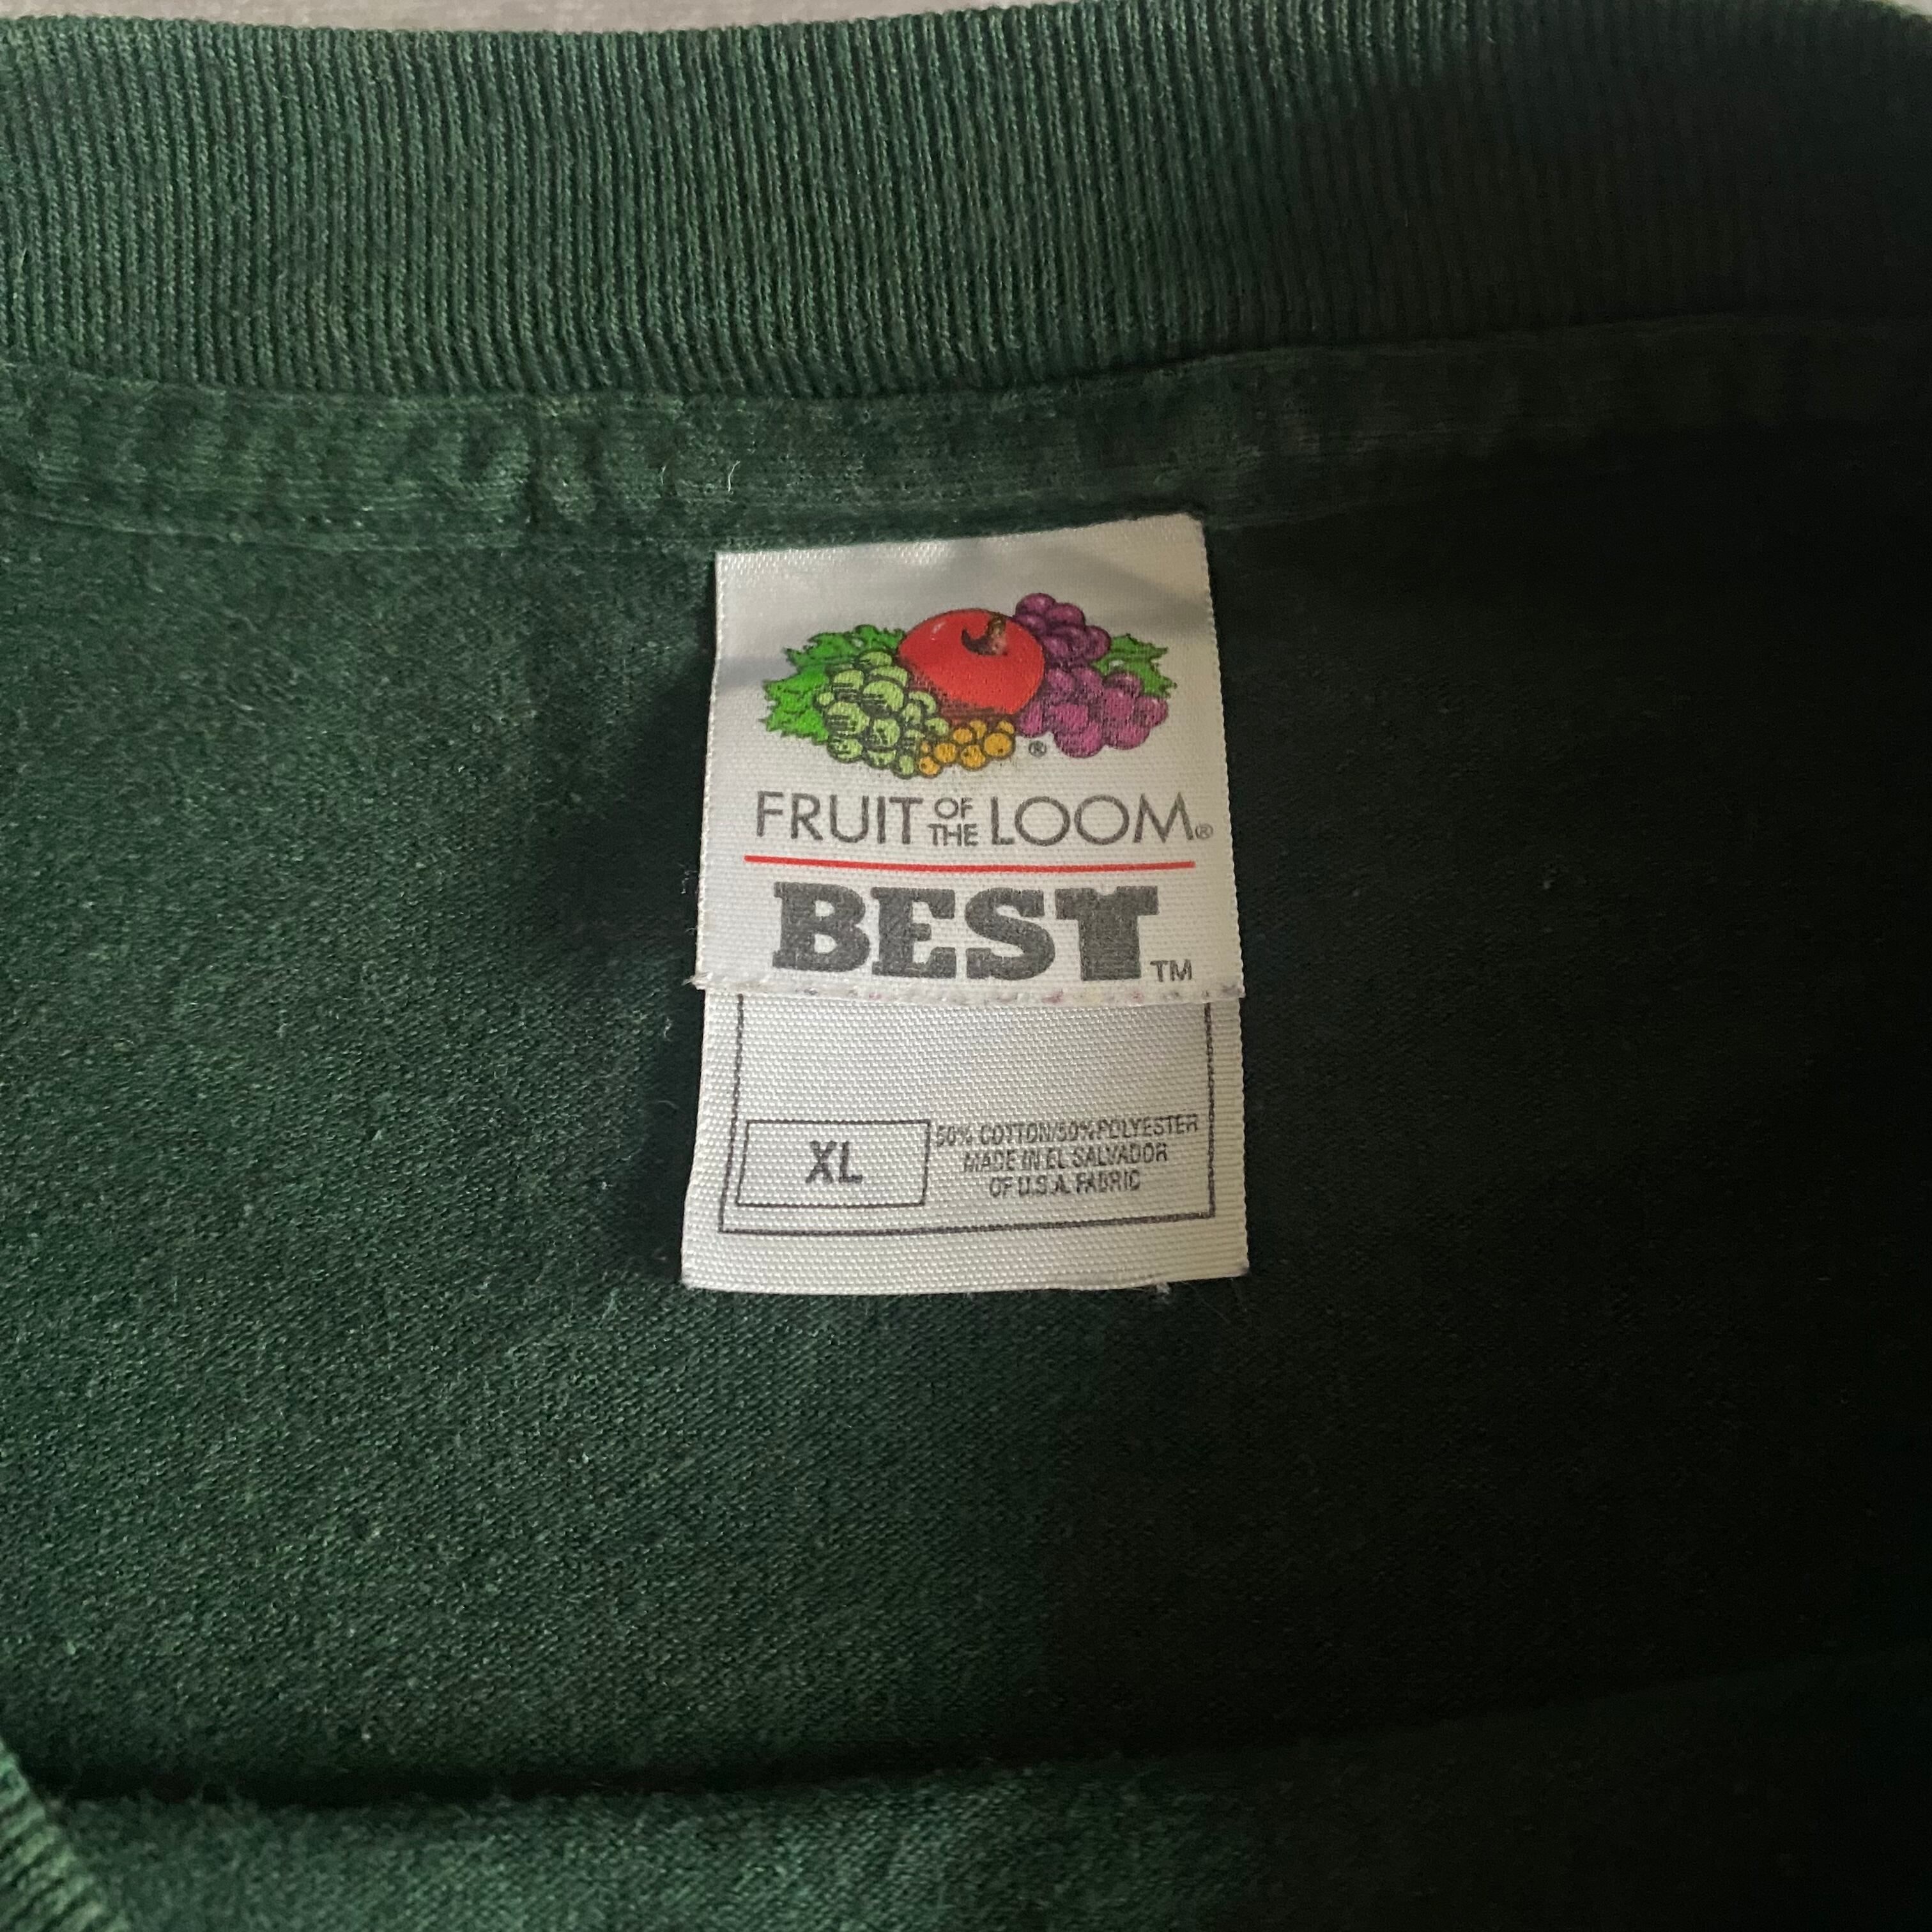 ®
FRUIT OF THE LOOM®
BEST™
XL
50% COTTON/50% POLYESTER
MADE IN EL SALVADOR
OF U.S.A. FABRIC